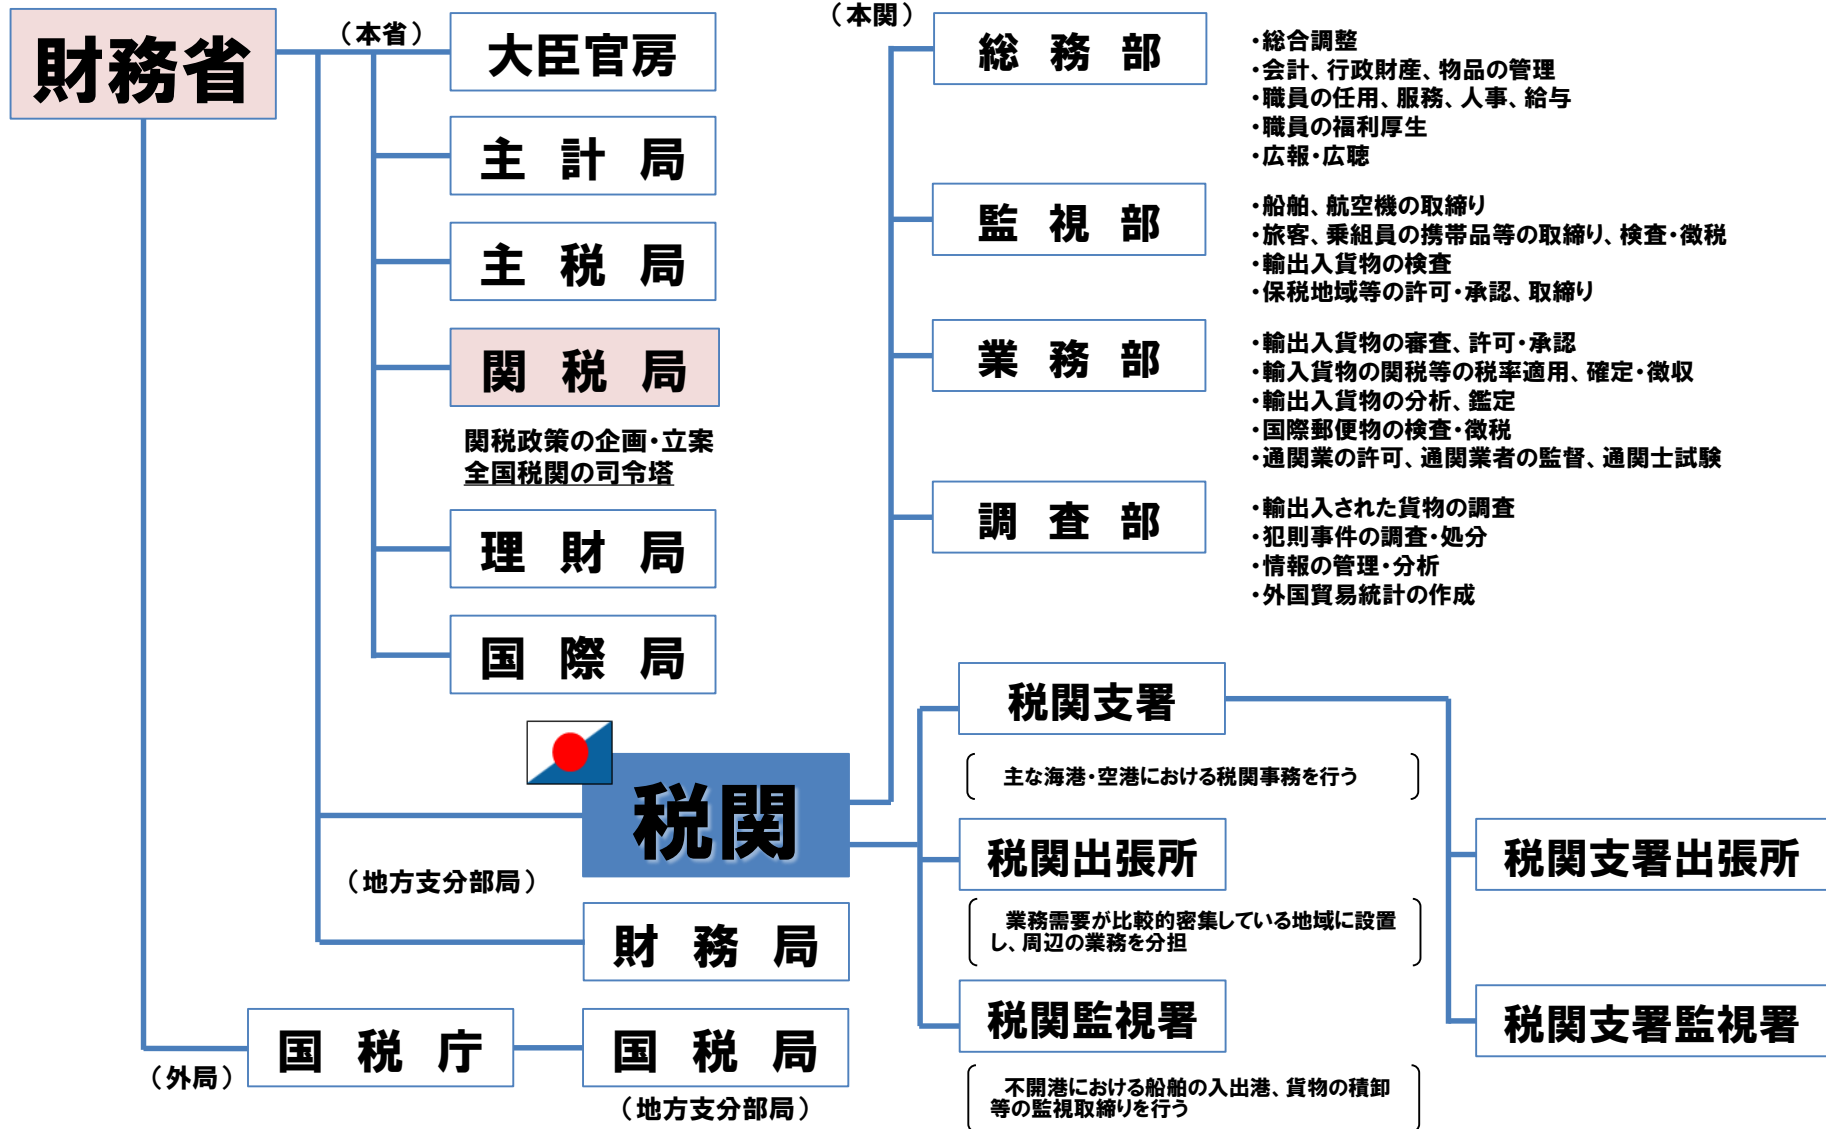 財務省
（本省）
大臣官房
主計局
主税局
関税局
関税政策の企画・立案
全国税関の司令塔
理財局
国際局
税関
（地方支分部局）
財務局
国税庁
（外局）
国税局
（地方支分部局）
（本関）
総務部
・総合調整
・会計、行政財産、物品の管理
・職員の任用、服務、人事、給与
・職員の福利厚生
・広報・広聴
監視部
・船舶、航空機の取締り
・旅客、乗組員の携帯品等の取締り、検査・徴税
・輸出入貨物の検査
・保税地域等の許可・承認、取締り
業務部
・輸出入貨物の審査、許可・承認
・輸入貨物の関税等の税率適用、確定・徴収
・輸出入貨物の分析、鑑定
・国際郵便物の検査・徴税
・通関業の許可、通関業者の監督、通関士試験
調査部
・輸出入された貨物の調査
・犯則事件の調査・処分
・情報の管理・分析
・外国貿易統計の作成
税関支署
主な海港・空港における税関事務を行う
税関出張所
業務需要が比較的密集している地域に設置
し、周辺の業務を分担
税関監視署
不開港における船舶の入出港、貨物の積卸
等の監視取締りを行う
税関支署出張所
税関支署監視署